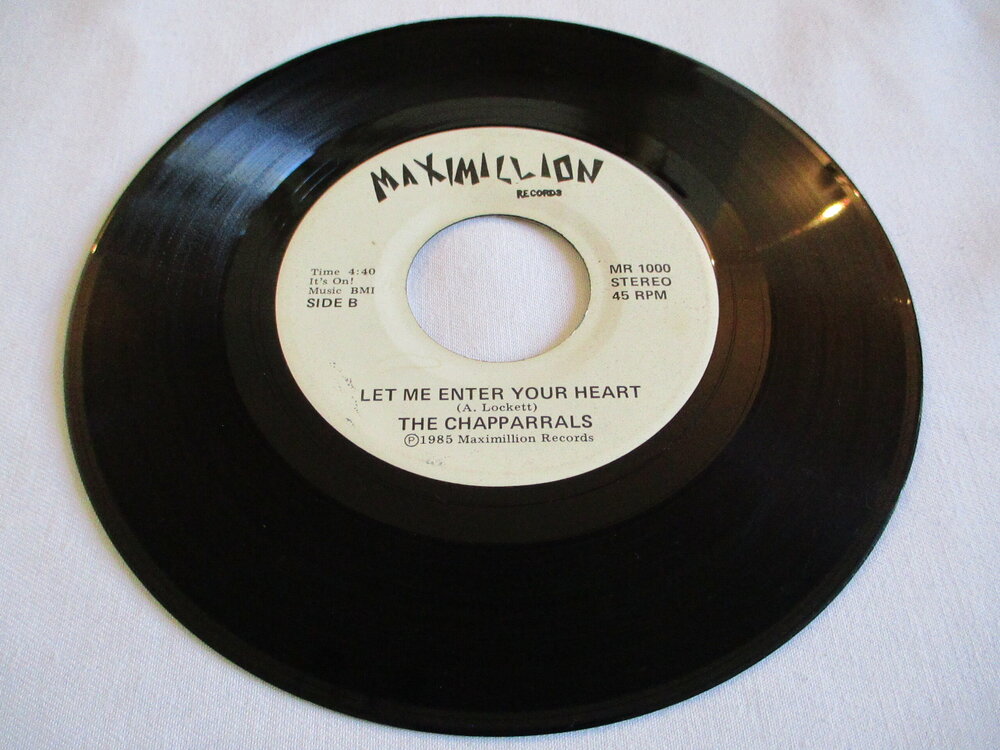 MAXIMILLION
RECORDS
Time 4:40
It's On!
Music BMI
SIDE B
MR 1000
STEREO
45 RPM
LET ME ENTER YOUR HEART
(A. Lockett)
THE CHAPPARRALS
Ⓟ1985 Maximillion Records